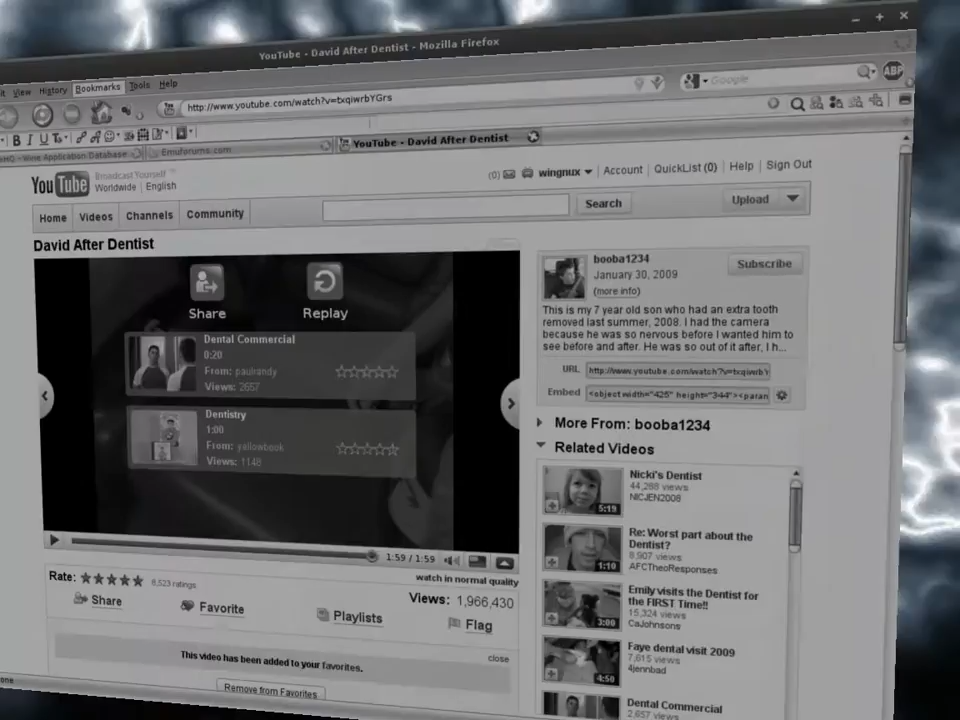 YouTube - David After Dentist - Mozilla Firefox
View History Bookmarks Tools Help
http://www.youtube.com/watch?v=txqiwrbYGrs
Google
ABP
B I U
Wine Application Database
Emuforums.com
YouTube - David After Dentist
YouTube
Broadcast Yourself™
Worldwide | English
(0) wingnux Account QuickList (0) Help Sign Out
Home Videos Channels Community
Search
Upload
David After Dentist
Share
Replay
Dental Commercial
0:20
From: paulrandy
Views: 2657
Dentistry
1:00
From: yellowbook
Views: 1148
1:59 / 1:59
watch in normal quality
Rate:
8,523 ratings
Views: 1,966,430
Share
Favorite
Playlists
Flag
This video has been added to your favorites.
close
Remove from Favorites
booba1234
January 30, 2009
(more info)
Subscribe
This is my 7 year old son who had an extra tooth
removed last summer, 2008. I had the camera
because he was so nervous before I wanted him to
see before and after. He was so out of it after, I h...
URL http://www.youtube.com/watch?v=txqiwrbY
Embed <object width="425" height="344"><paran
More From: booba1234
Related Videos
Nicki's Dentist
44,288 views
NICJEN2008
5:19
Re: Worst part about the
Dentist?
8,907 views
AFCTheoResponses
1:10
Emily visits the Dentist for
the FIRST Time!!
15,324 views
CaJohnsons
3:00
Faye dental visit 2009
7,615 views
4jennbad
4:50
Dental Commercial
2,657 views